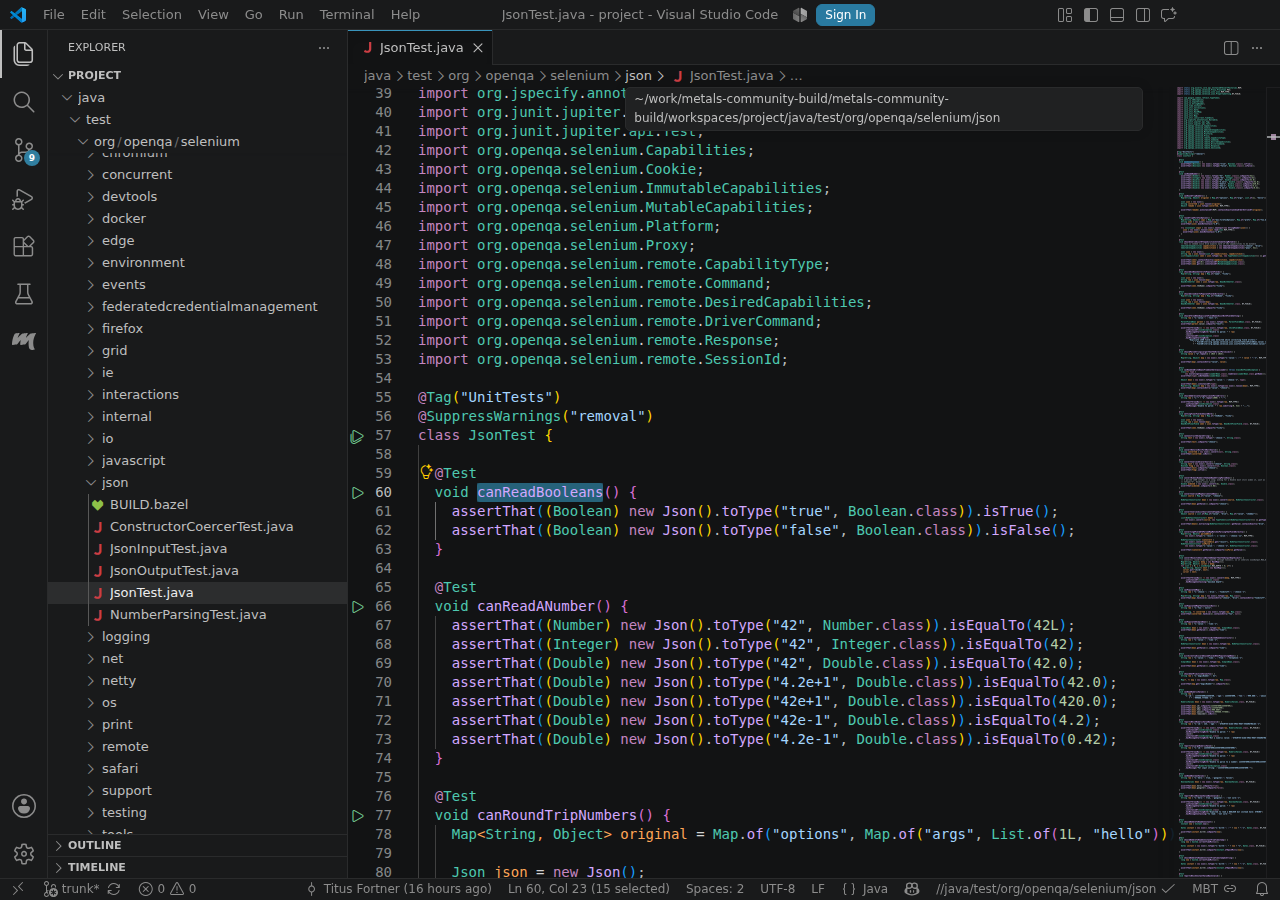 File Edit Selection View Go Run Terminal Help JsonTest.java - project - Visual Studio Code Sign In
EXPLORER
PROJECT
java
test
org/openqa/selenium
chromium
concurrent
devtools
docker
edge
environment
events
federatedcredentialmanagement
firefox
grid
ie
interactions
internal
io
javascript
json
BUILD.bazel
ConstructorCoercerTest.java
JsonInputTest.java
JsonOutputTest.java
JsonTest.java
NumberParsingTest.java
logging
net
netty
os
print
remote
safari
support
testing
tools
OUTLINE
TIMELINE
9
JsonTest.java
java > test > org > openqa > selenium > json > JsonTest.java > ...
~/work/metals-community-build/metals-community-
build/workspaces/project/java/test/org/openqa/selenium/json
39 import org.jspecify.annot
40 import org.junit.jupiter.
41 import org.junit.jupiter.api.Test;
42 import org.openqa.selenium.Capabilities;
43 import org.openqa.selenium.Cookie;
44 import org.openqa.selenium.ImmutableCapabilities;
45 import org.openqa.selenium.MutableCapabilities;
46 import org.openqa.selenium.Platform;
47 import org.openqa.selenium.Proxy;
48 import org.openqa.selenium.remote.CapabilityType;
49 import org.openqa.selenium.remote.Command;
50 import org.openqa.selenium.remote.DesiredCapabilities;
51 import org.openqa.selenium.remote.DriverCommand;
52 import org.openqa.selenium.remote.Response;
53 import org.openqa.selenium.remote.SessionId;
54
55 @Tag("UnitTests")
56 @SuppressWarnings("removal")
57 class JsonTest {
58
59 @Test
60 void canReadBooleans() {
61 assertThat((Boolean) new Json().toType("true", Boolean.class)).isTrue();
62 assertThat((Boolean) new Json().toType("false", Boolean.class)).isFalse();
63 }
64
65 @Test
66 void canReadANumber() {
67 assertThat((Number) new Json().toType("42", Number.class)).isEqualTo(42L);
68 assertThat((Integer) new Json().toType("42", Integer.class)).isEqualTo(42);
69 assertThat((Double) new Json().toType("42", Double.class)).isEqualTo(42.0);
70 assertThat((Double) new Json().toType("4.2e+1", Double.class)).isEqualTo(42.0);
71 assertThat((Double) new Json().toType("42e+1", Double.class)).isEqualTo(420.0);
72 assertThat((Double) new Json().toType("42e-1", Double.class)).isEqualTo(4.2);
73 assertThat((Double) new Json().toType("4.2e-1", Double.class)).isEqualTo(0.42);
74 }
75
76 @Test
77 void canRoundTripNumbers() {
78 Map<String, Object> original = Map.of("options", Map.of("args", List.of(1L, "hello"))
79
80 Json json = new Json();
trunk* 0 0 Titus Fortner (16 hours ago) Ln 60, Col 23 (15 selected) Spaces: 2 UTF-8 LF { } Java //java/test/org/openqa/selenium/json MBT